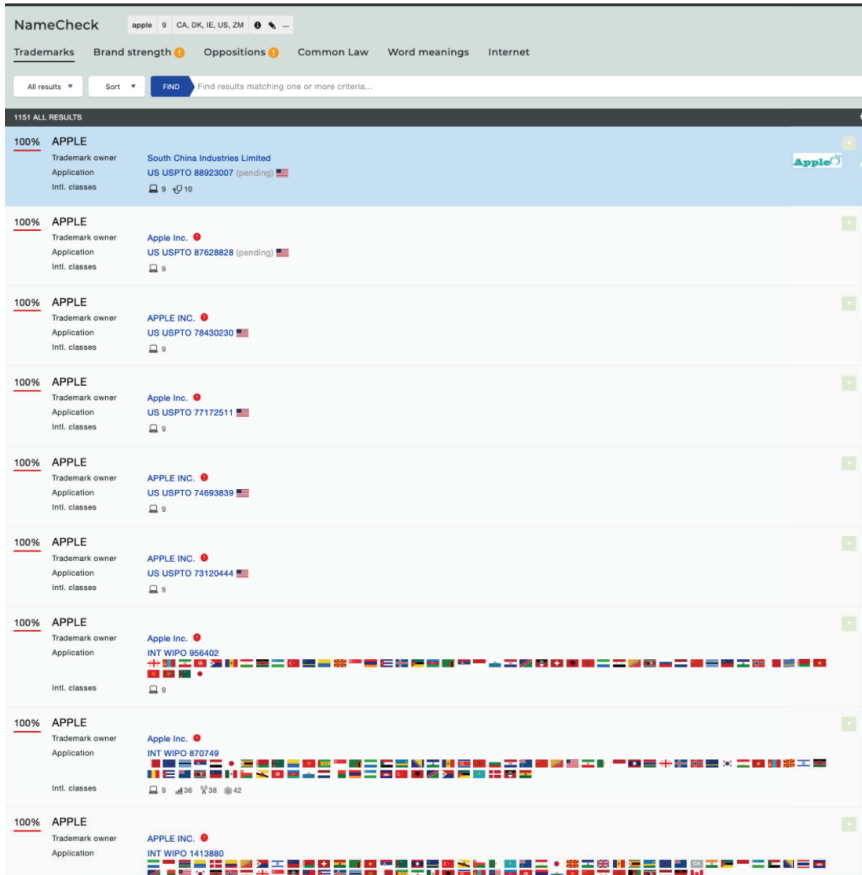 NameCheck apple 9 CA, DK, IE, US, ZM ...
Trademarks Brand strength Oppositions Common Law Word meanings Internet
All results Sort FIND Find results matching one or more criteria...
1151 ALL RESULTS
100% APPLE
Trademark owner South China Industries Limited
Apple
Application US USPTO 88923007 (pending)
Intl. classes 9 10
100% APPLE
Trademark owner Apple Inc.
Application US USPTO 87628828 (pending)
Intl. classes 9
100% APPLE
Trademark owner APPLE INC.
Application US USPTO 78430230
Intl. classes 9
100% APPLE
Trademark owner Apple Inc.
Application US USPTO 77172511
Intl. classes 9
100% APPLE
Trademark owner APPLE INC.
Application US USPTO 74693839
Intl. classes 9
100% APPLE
Trademark owner APPLE INC.
Application US USPTO 73120444
Intl. classes 9
100% APPLE
Trademark owner Apple Inc.
Application INT WIPO 956402
Intl. classes 9
100% APPLE
Trademark owner Apple Inc.
Application INT WIPO 870749
Intl. classes 9 36 38 42
100% APPLE
Trademark owner APPLE INC.
Application INT WIPO 1413880